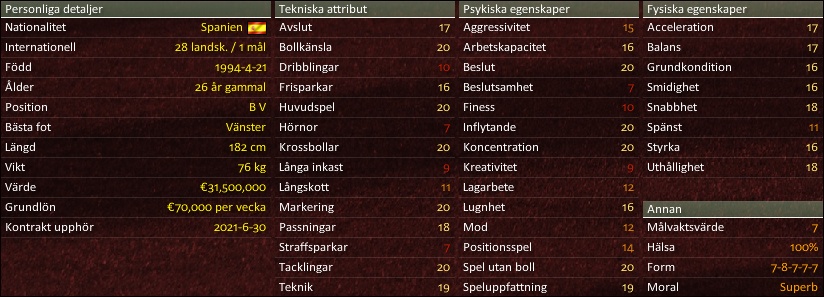 Personliga detaljer
Nationalitet Spanien
Internationell 28 landsk. / 1 mål
Född 1994-4-21
Ålder 26 år gammal
Position B V
Bästa fot Vänster
Längd 182 cm
Vikt 76 kg
Värde €31,500,000
Grundlön €70,000 per vecka
Kontrakt upphör 2021-6-30
Tekniska attribut
Avslut 17
Bollkänsla 20
Dribblingar 10
Frisparkar 16
Huvudspel 20
Hörnor 7
Krossbollar 20
Långa inkast 9
Långskott 11
Markering 20
Passningar 18
Straffsparkar 7
Tacklingar 20
Teknik 19
Psykiska egenskaper
Aggressivitet 15
Arbetskapacitet 16
Beslut 20
Beslutsamhet 7
Finess 10
Inflytande 20
Koncentration 20
Kreativitet 9
Lagarbete 12
Lugnhet 16
Mod 12
Positionsspel 14
Spel utan boll 20
Speluppfattning 19
Fysiska egenskaper
Acceleration 17
Balans 17
Grundkondition 16
Smidighet 16
Snabbhet 18
Spänst 11
Styrka 16
Uthållighet 18
Annan
Målvaktsvärde 7
Hälsa 100%
Form 7-8-7-7-7
Moral Superb